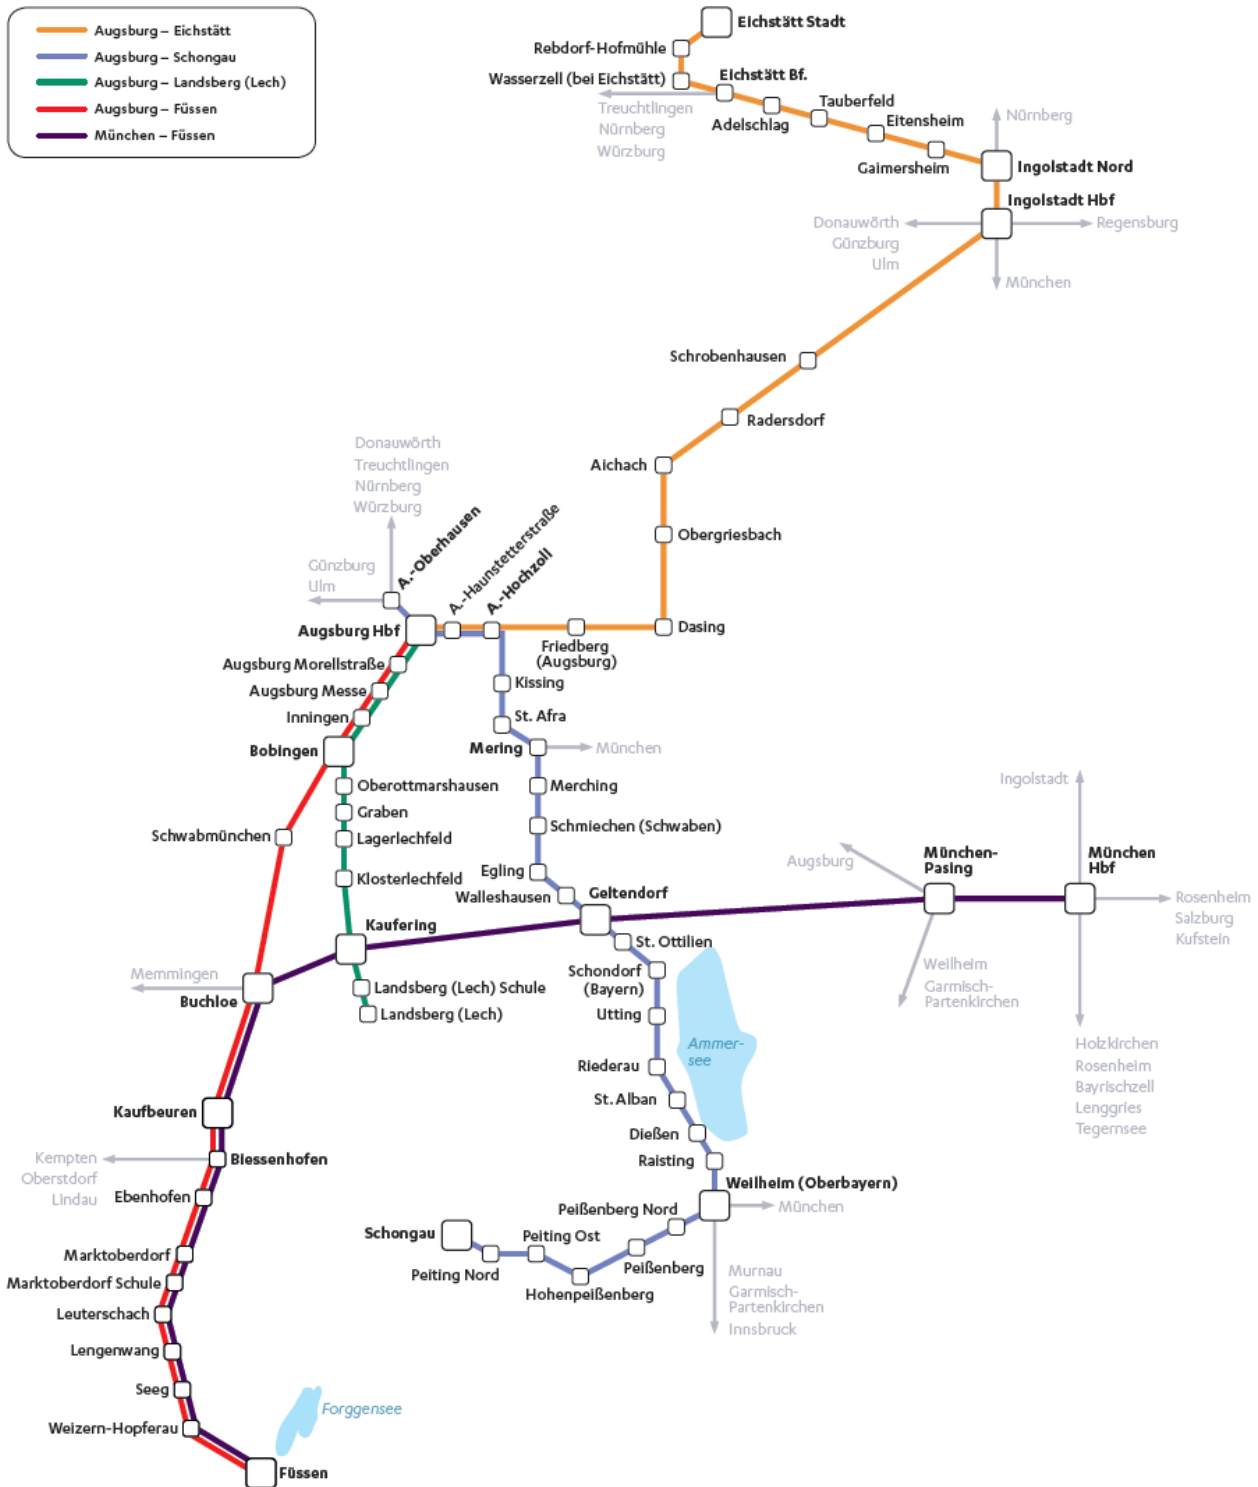 Augsburg – Eichstätt
Augsburg – Schongau
Augsburg – Landsberg (Lech)
Augsburg – Füssen
München – Füssen
Eichstätt Stadt
Rebdorf-Hofmühle
Wasserzell (bei Eichstätt)
Eichstätt Bf.
Treuchtlingen
Nürnberg
Würzburg
Adelschlag
Tauberfeld
Eitensheim
Gaimersheim
Nürnberg
Ingolstadt Nord
Ingolstadt Hbf
Donauwörth
Günzburg
Ulm
Regensburg
München
Schrobenhausen
Radersdorf
Aichach
Obergriesbach
Dasing
Friedberg
(Augsburg)
Donauwörth
Treuchtlingen
Nürnberg
Würzburg
Günzburg
Ulm
A.-Oberhausen
A.-Haunstetterstraße
A.-Hochzoll
Augsburg Hbf
Augsburg Morellstraße
Augsburg Messe
Inningen
Bobingen
Kissing
St. Afra
Mering
München
Merching
Schmiechen (Schwaben)
Egling
Walleshausen
Geltendorf
Oberottmarshausen
Graben
Lagerlechfeld
Klosterlechfeld
Kaufering
Schwabmünchen
Landsberg (Lech) Schule
Landsberg (Lech)
Memmingen
Buchloe
Augsburg
München-
Pasing
Ingolstadt
München
Hbf
Rosenheim
Salzburg
Kufstein
Weilheim
Garmisch-
Partenkirchen
Holzkirchen
Rosenheim
Bayrischzell
Lenggries
Tegernsee
St. Ottilien
Schondorf
(Bayern)
Utting
Ammer-
see
Riederau
St. Alban
Dießen
Raisting
Weilheim (Oberbayern)
München
Murnau
Garmisch-
Partenkirchen
Innsbruck
Peißenberg Nord
Peißenberg
Hohenpeißenberg
Peiting Ost
Peiting Nord
Schongau
Kaufbeuren
Kempten
Oberstdorf
Lindau
Biessenhofen
Ebenhofen
Marktoberdorf
Marktoberdorf Schule
Leuterschach
Lengenwang
Seeg
Weizern-Hopferau
Forggensee
Füssen